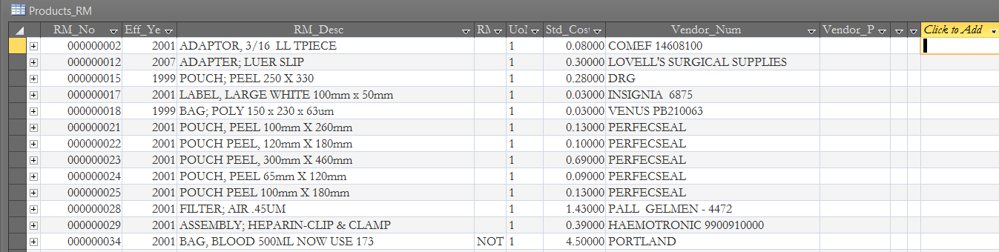 Products_RM
RM_No Eff_Ye RM_Desc RM UoM Std_Cost Vendor_Num Vendor_P Click to Add
000000002 2001 ADAPTOR, 3/16 LL TPIECE 1 0.08000 COMEF 14608100
000000012 2007 ADAPTER; LUER SLIP 1 0.30000 LOVELL'S SURGICAL SUPPLIES
000000015 1999 POUCH; PEEL 250 X 330 1 0.28000 DRG
000000017 2001 LABEL, LARGE WHITE 100mm x 50mm 1 0.03000 INSIGNIA 6875
000000018 1999 BAG; POLY 150 x 230 x 63um 1 0.03000 VENUS PB210063
000000021 2001 POUCH, PEEL 100mm X 260mm 1 0.13000 PERFECSEAL
000000022 2001 POUCH PEEL, 120mm X 180mm 1 0.10000 PERFECSEAL
000000023 2001 POUCH PEEL, 300mm X 460mm 1 0.69000 PERFECSEAL
000000024 2001 POUCH, PEEL 65mm X 120mm 1 0.09000 PERFECSEAL
000000025 2001 POUCH PEEL 100mm X 180mm 1 0.13000 PERFECSEAL
000000028 2001 FILTER; AIR .45UM 1 1.43000 PALL GELMEN - 4472
000000029 2001 ASSEMBLY; HEPARIN-CLIP & CLAMP 1 0.39000 HAEMOTRONIC 9900910000
000000034 2001 BAG, BLOOD 500ML NOW USE 173 NOT 1 4.50000 PORTLAND